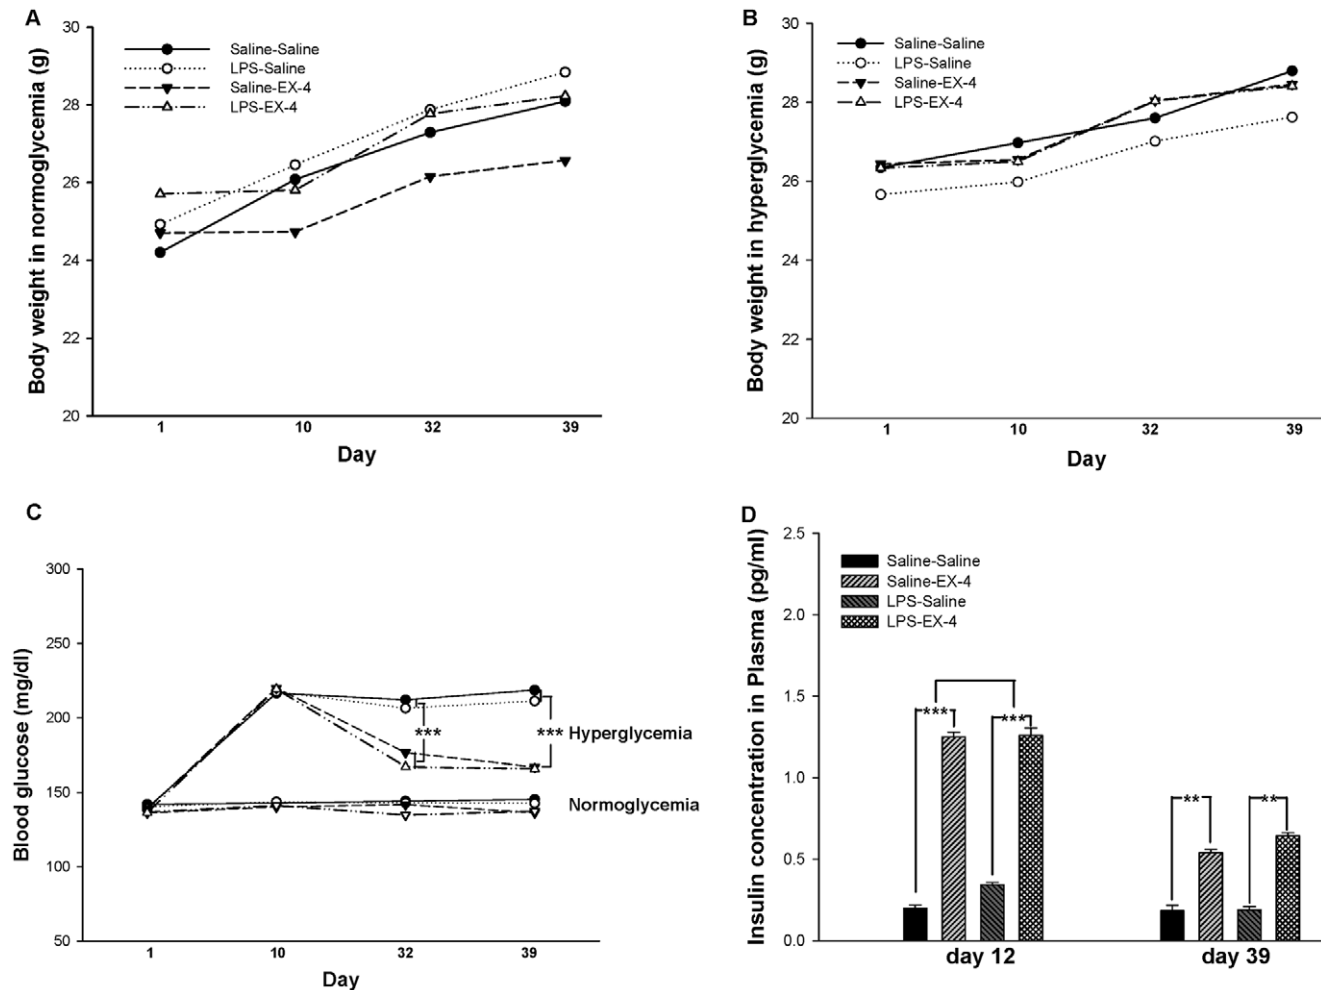 A
Body weight in normoglycemia (g)
30
28
26
24
22
20
Saline-Saline
LPS-Saline
Saline-EX-4
LPS-EX-4
1 10 32 39
Day
B
Body weight in hyperglycemia (g)
30
28
26
24
22
20
Saline-Saline
LPS-Saline
Saline-EX-4
LPS-EX-4
1 10 32 39
Day
C
Blood glucose (mg/dl)
300
250
200
150
100
50
*** *** Hyperglycemia
Normoglycemia
1 10 32 39
Day
D
Insulin concentration in Plasma (pg/ml)
2.5
2.0
1.5
1.0
0.5
0.0
Saline-Saline
Saline-EX-4
LPS-Saline
LPS-EX-4
*** ***
** **
day 12 day 39